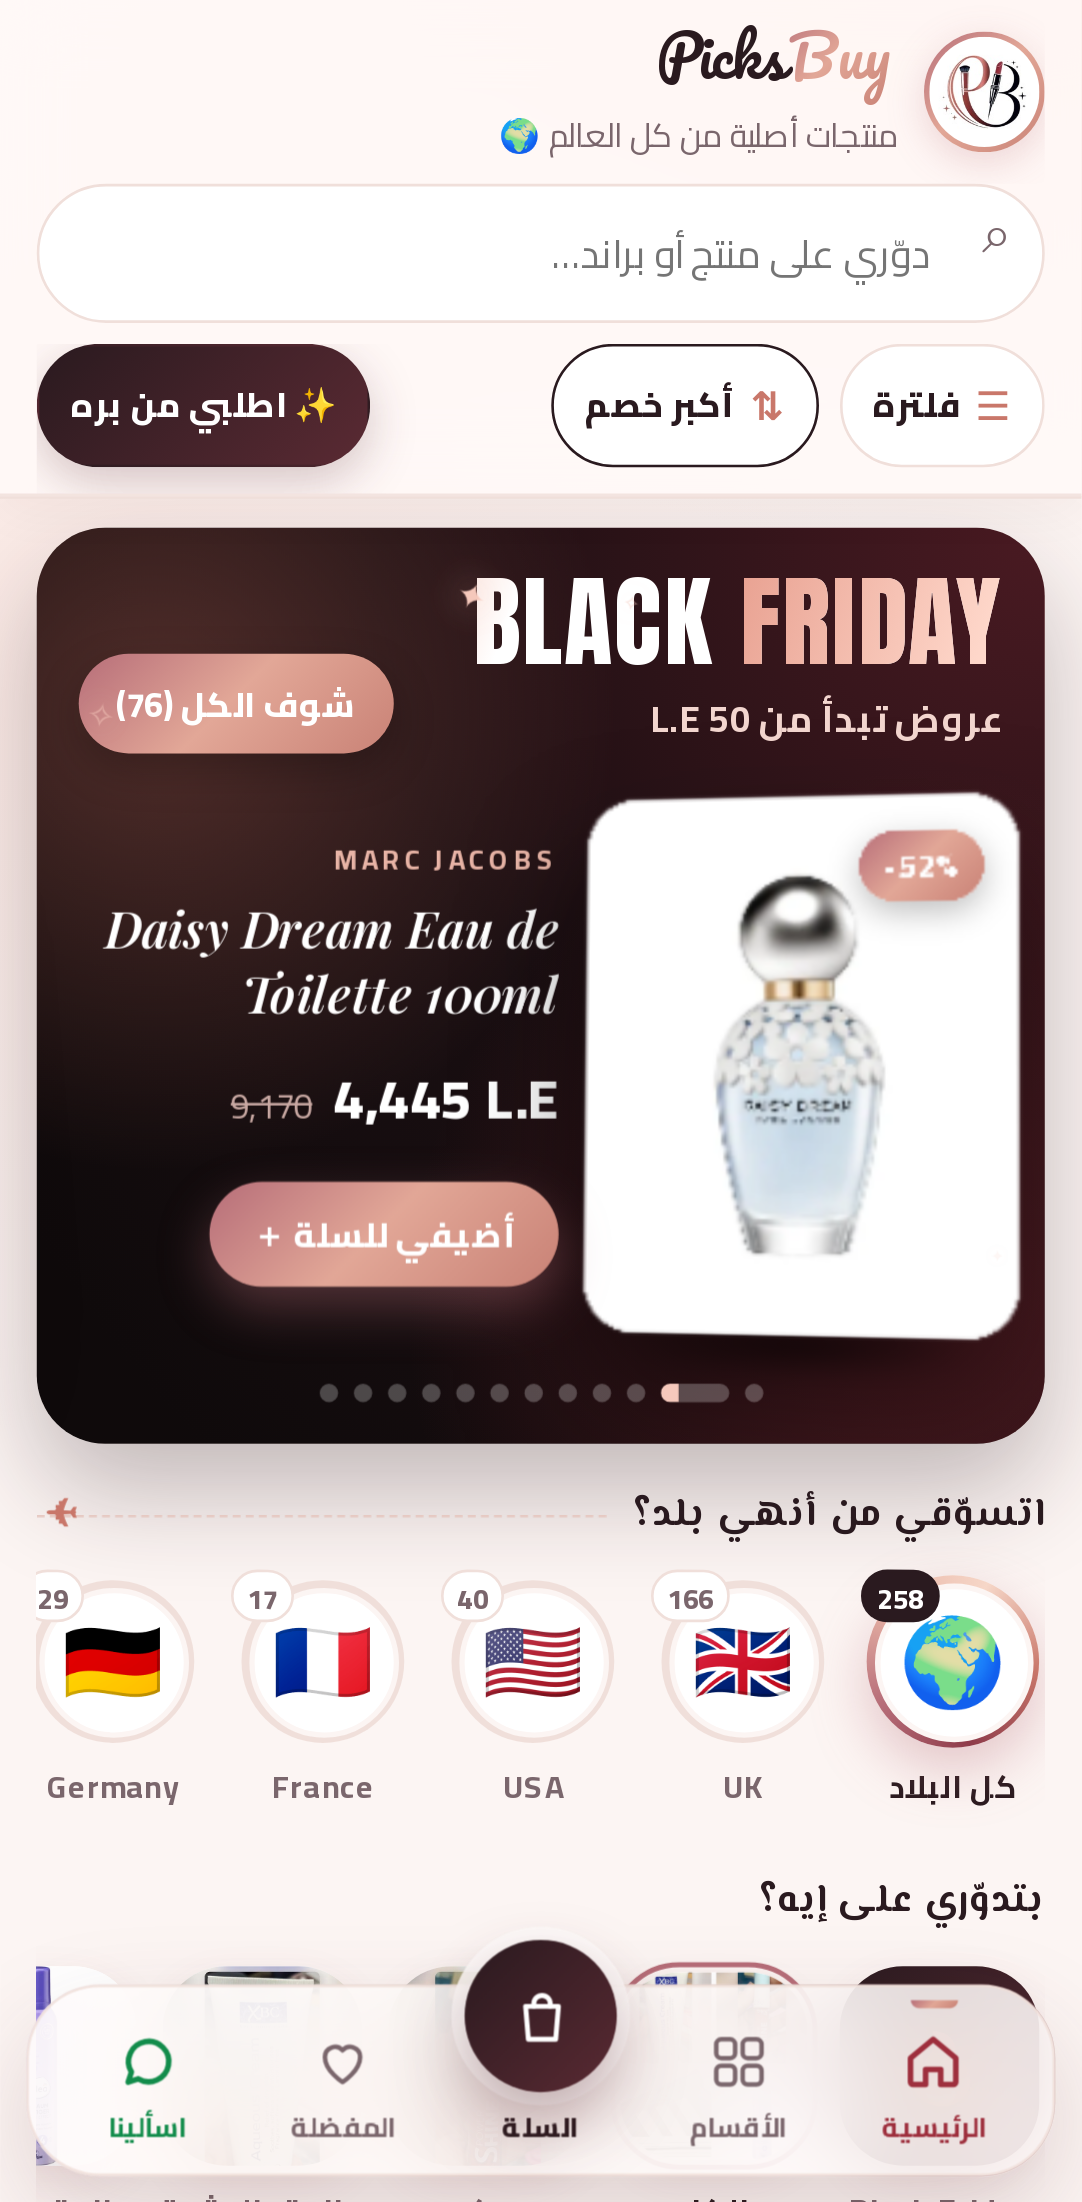 PicksBuy
PB
منتجات أصلية من كل العالم
دوّري على منتج أو براند...
فلترة
أكبر خصم
اطلبي من بره
BLACK FRIDAY
عروض تبدأ من 50 L.E
شوف الكل (76)
-52%
DAISY DREAM
MARC JACOBS
Daisy Dream Eau de
Toilette 100ml
4,445 L.E 9,170
أضيفي للسلة +
اتسوّقي من أنهي بلد؟
258
166
40
17
29
كل البلاد
UK
USA
France
Germany
بتدوّري على إيه؟
الرئيسية
الأقسام
السلة
المفضلة
اسألينا